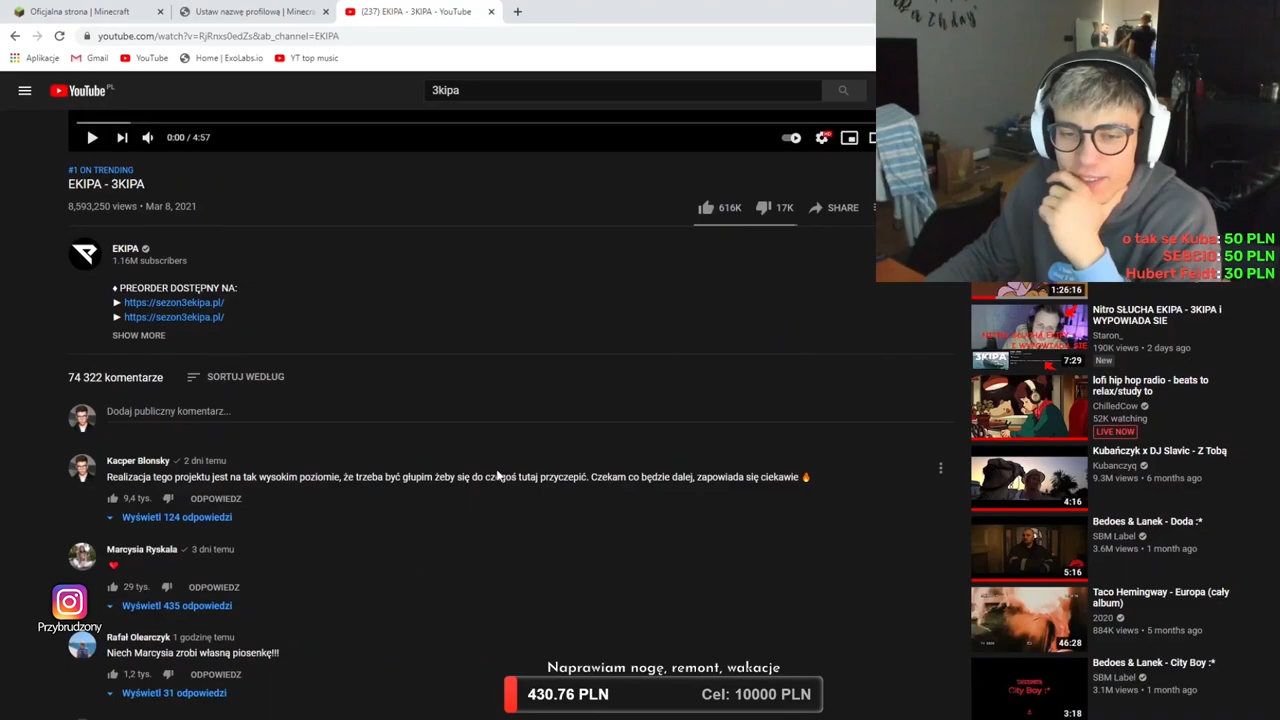 Oficjalna strona | Minecraft
Ustaw nazwę profilową | Minecra
(237) EKIPA - 3KIPA - YouTube
youtube.com/watch?v=RjRnxs0edZs&ab_channel=EKIPA
Aplikacje
Gmail
YouTube
Home | ExoLabs.io
YT top music
YouTube PL
3kipa
0:00 / 4:57
HD
#1 ON TRENDING
EKIPA - 3KIPA
8,593,250 views • Mar 8, 2021
616K
17K
SHARE
EKIPA
1.16M subscribers
♦ PREORDER DOSTĘPNY NA:
► https://sezon3ekipa.pl/
► https://sezon3ekipa.pl/
SHOW MORE
74 322 komentarze
SORTUJ WEDŁUG
Dodaj publiczny komentarz...
Kacper Blonsky ✓ 2 dni temu
Realizacja tego projektu jest na tak wysokim poziomie, że trzeba być głupim żeby się do czegoś tutaj przyczepić. Czekam co będzie dalej, zapowiada się ciekawie 🔥
9,4 tys.
ODPOWIEDZ
Wyświetl 124 odpowiedzi
Marcysia Ryskala ✓ 3 dni temu
❤
29 tys.
ODPOWIEDZ
Wyświetl 435 odpowiedzi
Przybrudzony
Rafał Olearczyk 1 godzinę temu
Niech Marcysia zrobi własną piosenkę!!!
1,2 tys.
ODPOWIEDZ
Wyświetl 31 odpowiedzi
Naprawiam nogę, remont, wakacje
430.76 PLN
Cel: 10000 PLN
o tak se Kuba: 50 PLN
SEBCIO: 50 PLN
Hubert Feldt: 30 PLN
1:26:16
Nitro SŁUCHA EKIPA - 3KIPA i
WYPOWIADA SIE
Staron_
190K views • 2 days ago
New
3KIPA
7:29
lofi hip hop radio - beats to
relax/study to
ChilledCow
52K watching
LIVE NOW
Kubańczyk x DJ Slavic - Z Tobą
Kubanczyq
9.3M views • 6 months ago
4:16
Bedoes & Lanek - Doda :*
SBM Label
3.6M views • 1 month ago
5:16
Taco Hemingway - Europa (cały
album)
2020
884K views • 5 months ago
46:28
Bedoes & Lanek - City Boy :*
SBM Label
3.1M views • 1 month ago
City Boy :*
3:18